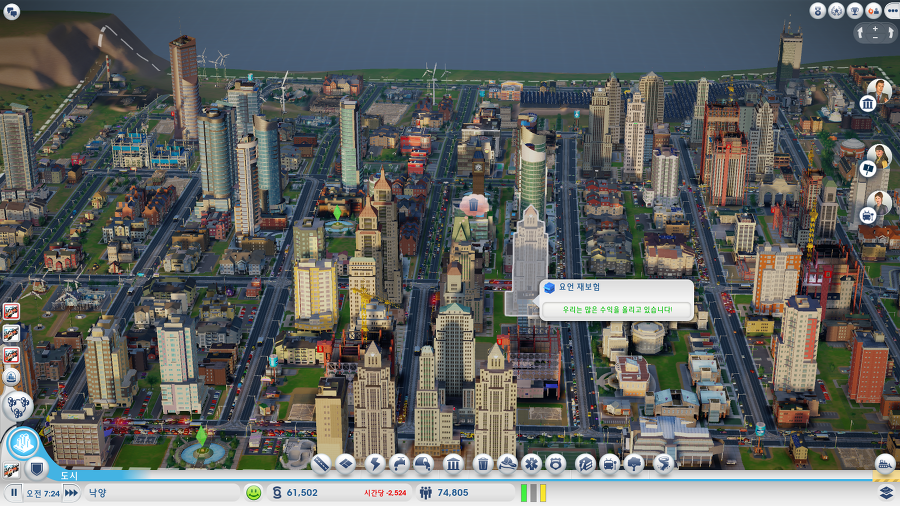 요언 재보험
우리는 많은 수익을 올리고 있습니다!
도시
오전 7:24
낙양
61,502
시간당 -2,524
74,805